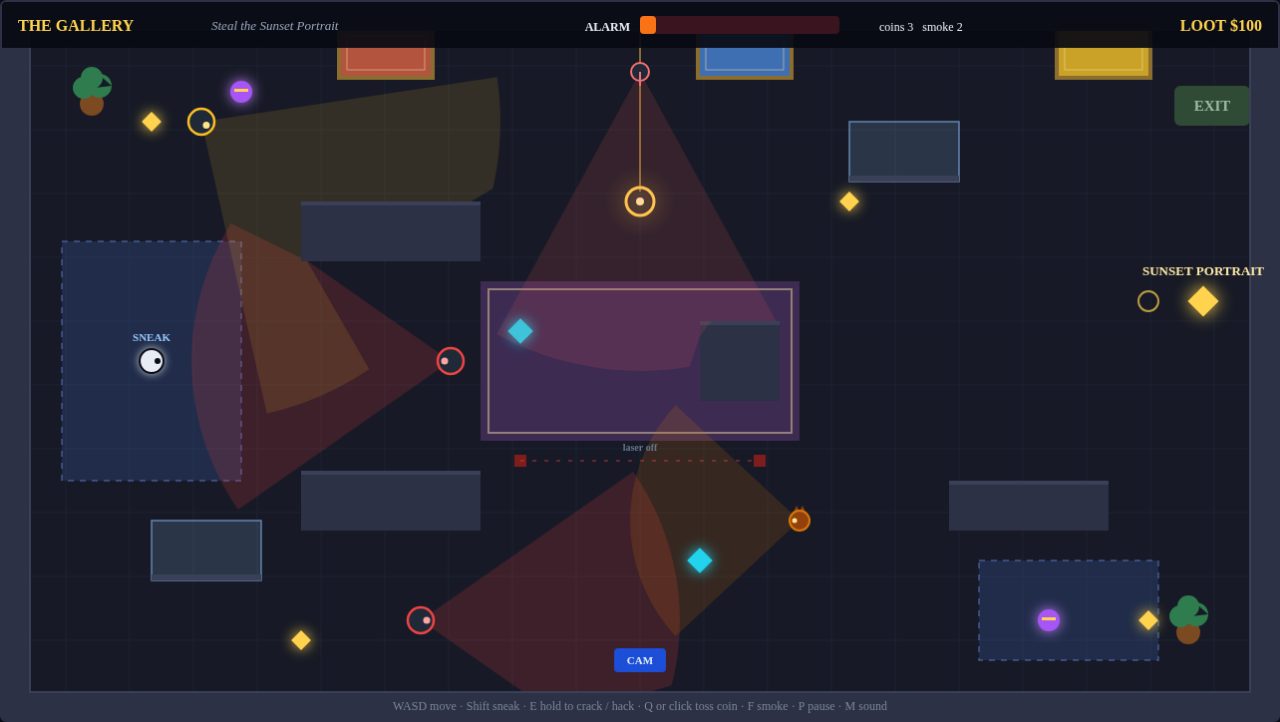 THE GALLERY
Steal the Sunset Portrait
ALARM
coins 3 smoke 2
LOOT $100
EXIT
SUNSET PORTRAIT
SNEAK
laser off
CAM
WASD move · Shift sneak · E hold to crack / hack · Q or click toss coin · F smoke · P pause · M sound